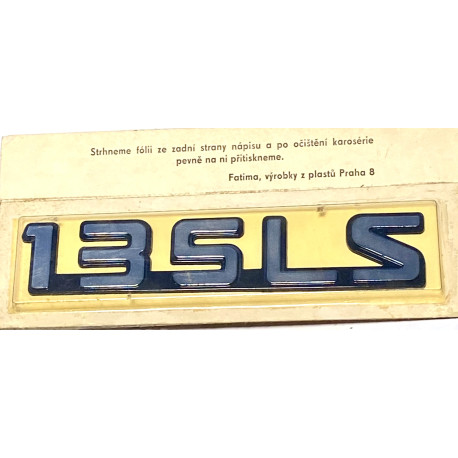 Strhneme fólii ze zadní strany nápisu a po očištění karosérie
pevně na ni přitiskneme.
Fatima, výrobky z plastů Praha 8
135LS